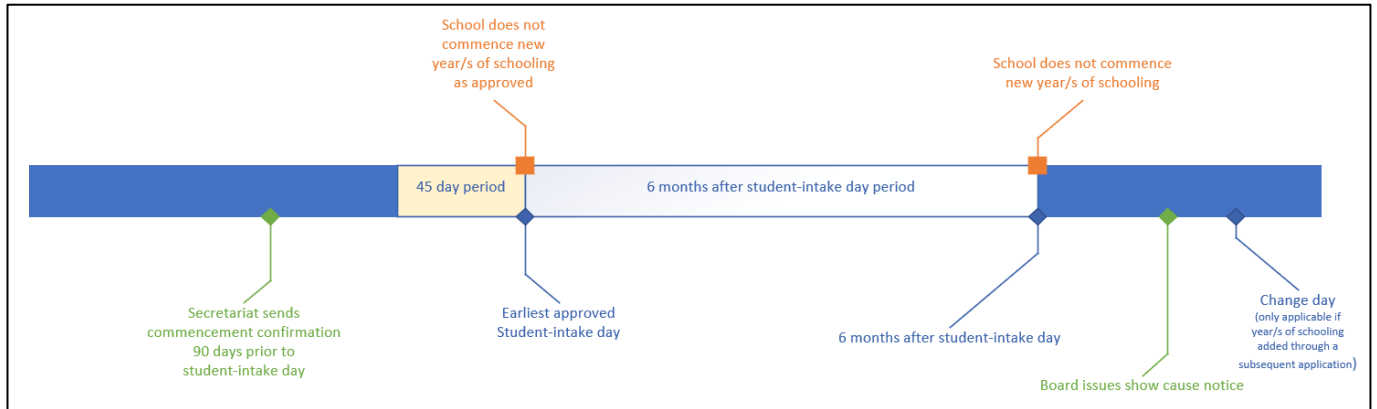 School does not
commence new
year/s of schooling
as approved
School does not commence
new year/s of schooling
45 day period
6 months after student-intake day period
Secretariat sends
commencement confirmation
90 days prior to
student-intake day
Earliest approved
Student-intake day
6 months after student-intake day
Board issues show cause notice
Change day
(only applicable if
year/s of schooling
added through a
subsequent application)